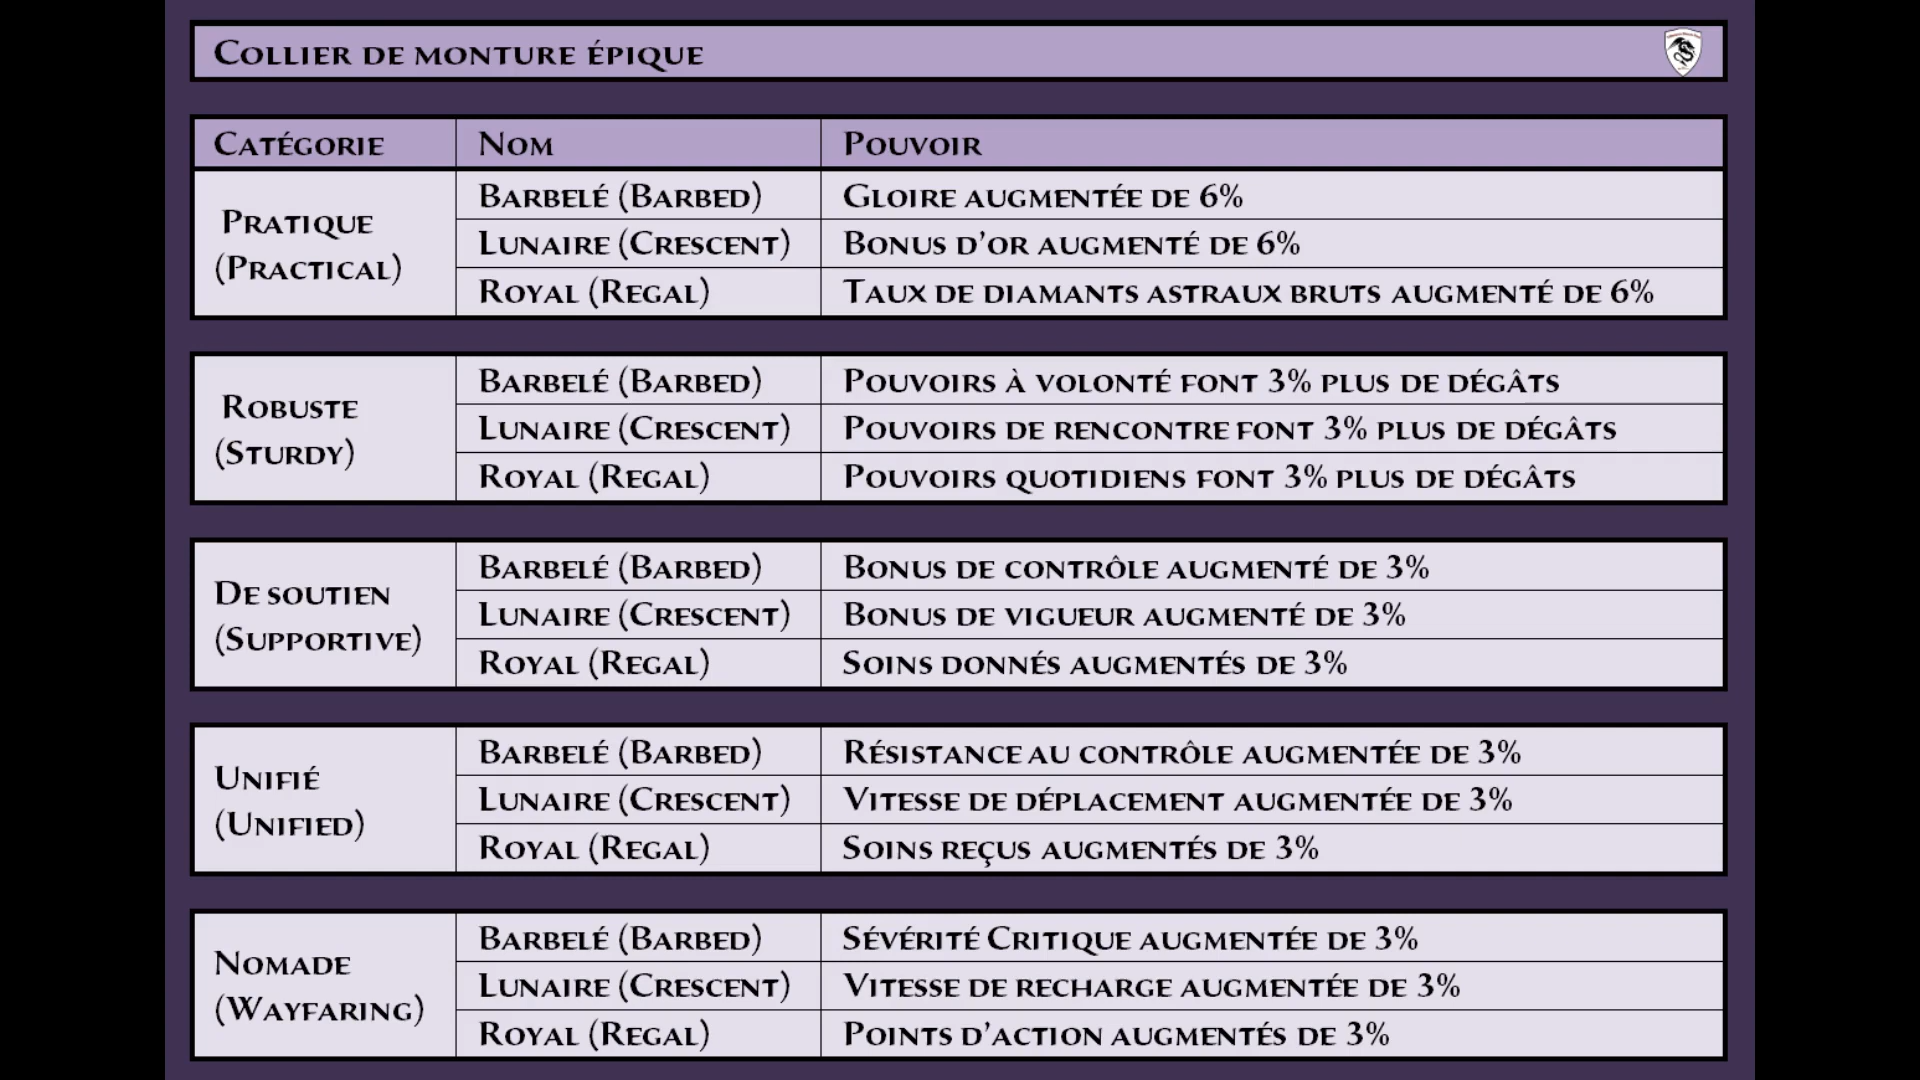 Collier de monture épique
Catégorie Nom Pouvoir
Pratique
(Practical)
Barbelé (Barbed) Gloire augmentée de 6%
Lunaire (Crescent) Bonus d'or augmenté de 6%
Royal (Regal) Taux de diamants astraux bruts augmenté de 6%
Robuste
(Sturdy)
Barbelé (Barbed) Pouvoirs à volonté font 3% plus de dégâts
Lunaire (Crescent) Pouvoirs de rencontre font 3% plus de dégâts
Royal (Regal) Pouvoirs quotidiens font 3% plus de dégâts
De soutien
(Supportive)
Barbelé (Barbed) Bonus de contrôle augmenté de 3%
Lunaire (Crescent) Bonus de vigueur augmenté de 3%
Royal (Regal) Soins donnés augmentés de 3%
Unifié
(Unified)
Barbelé (Barbed) Résistance au contrôle augmentée de 3%
Lunaire (Crescent) Vitesse de déplacement augmentée de 3%
Royal (Regal) Soins reçus augmentés de 3%
Nomade
(Wayfaring)
Barbelé (Barbed) Sévérité Critique augmentée de 3%
Lunaire (Crescent) Vitesse de recharge augmentée de 3%
Royal (Regal) Points d'action augmentés de 3%